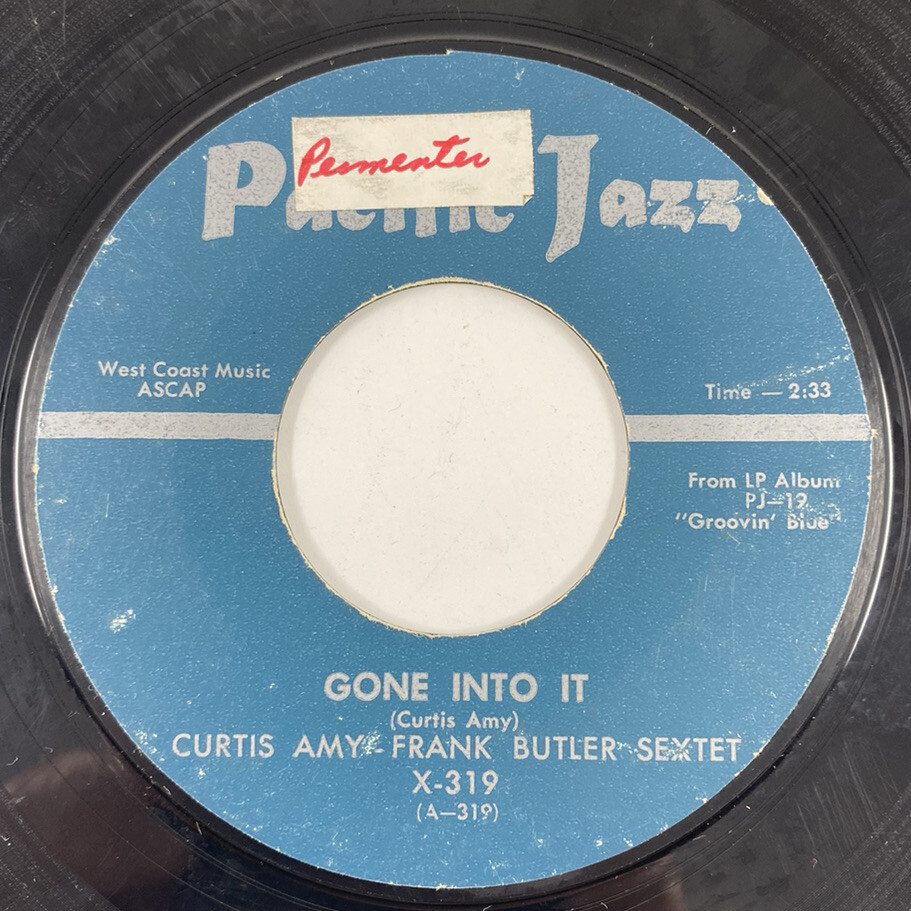 Permenter
Pacific Jazz
West Coast Music
ASCAP
Time — 2:33
From LP Album
PJ—19
"Groovin' Blue"
GONE INTO IT
(Curtis Amy)
CURTIS AMY - FRANK BUTLER SEXTET
X-319
(A—319)